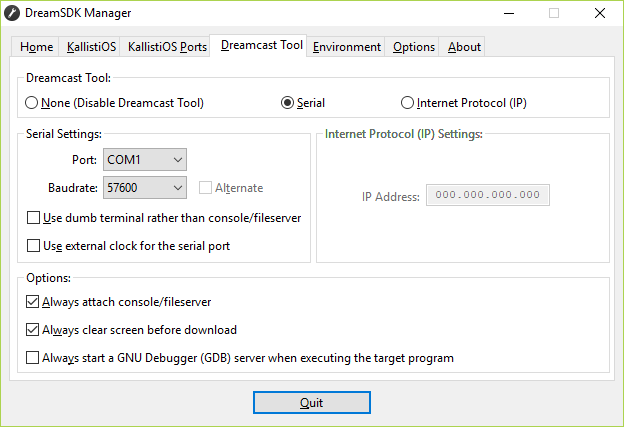 DreamSDK Manager
Home KallistiOS KallistiOS Ports Dreamcast Tool Environment Options About
Dreamcast Tool:
None (Disable Dreamcast Tool) Serial Internet Protocol (IP)
Serial Settings:
Port: COM1
Baudrate: 57600 Alternate
Use dumb terminal rather than console/fileserver
Use external clock for the serial port
Internet Protocol (IP) Settings:
IP Address: 000.000.000.000
Options:
Always attach console/fileserver
Always clear screen before download
Always start a GNU Debugger (GDB) server when executing the target program
Quit